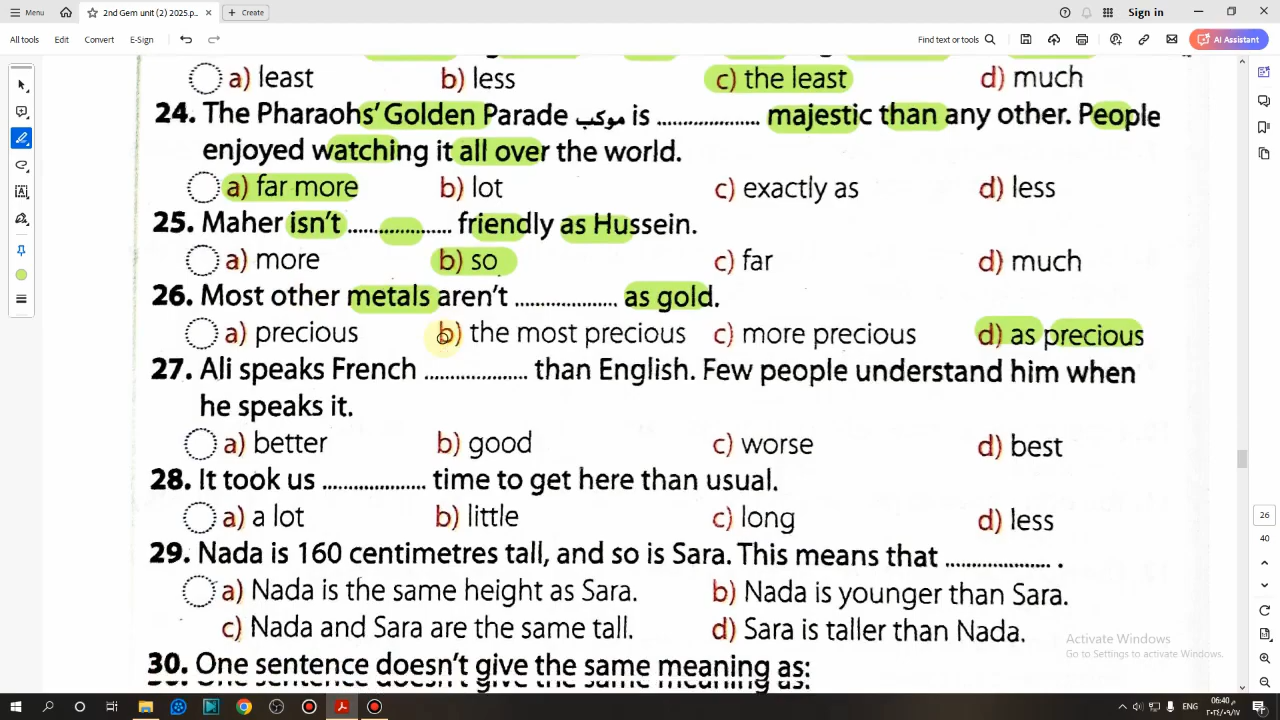 Menu
2nd Gem unit (2) 2025.p...
Create
Sign in
All tools
Edit
Convert
E-Sign
Find text or tools
AI Assistant
a) least b) less c) the least d) much
24. The Pharaohs' Golden Parade موكب is .................... majestic than any other. People
enjoyed watching it all over the world.
a) far more b) lot c) exactly as d) less
25. Maher isn't .................... friendly as Hussein.
a) more b) so c) far d) much
26. Most other metals aren't .................... as gold.
a) precious b) the most precious c) more precious d) as precious
27. Ali speaks French .................... than English. Few people understand him when
he speaks it.
a) better b) good c) worse d) best
28. It took us .................... time to get here than usual.
a) a lot b) little c) long d) less
29. Nada is 160 centimetres tall, and so is Sara. This means that .................... .
a) Nada is the same height as Sara. b) Nada is younger than Sara.
c) Nada and Sara are the same tall. d) Sara is taller than Nada.
30. One sentence doesn't give the same meaning as:
26
40
Activate Windows
Go to Settings to activate Windows.
ENG
06:40 م